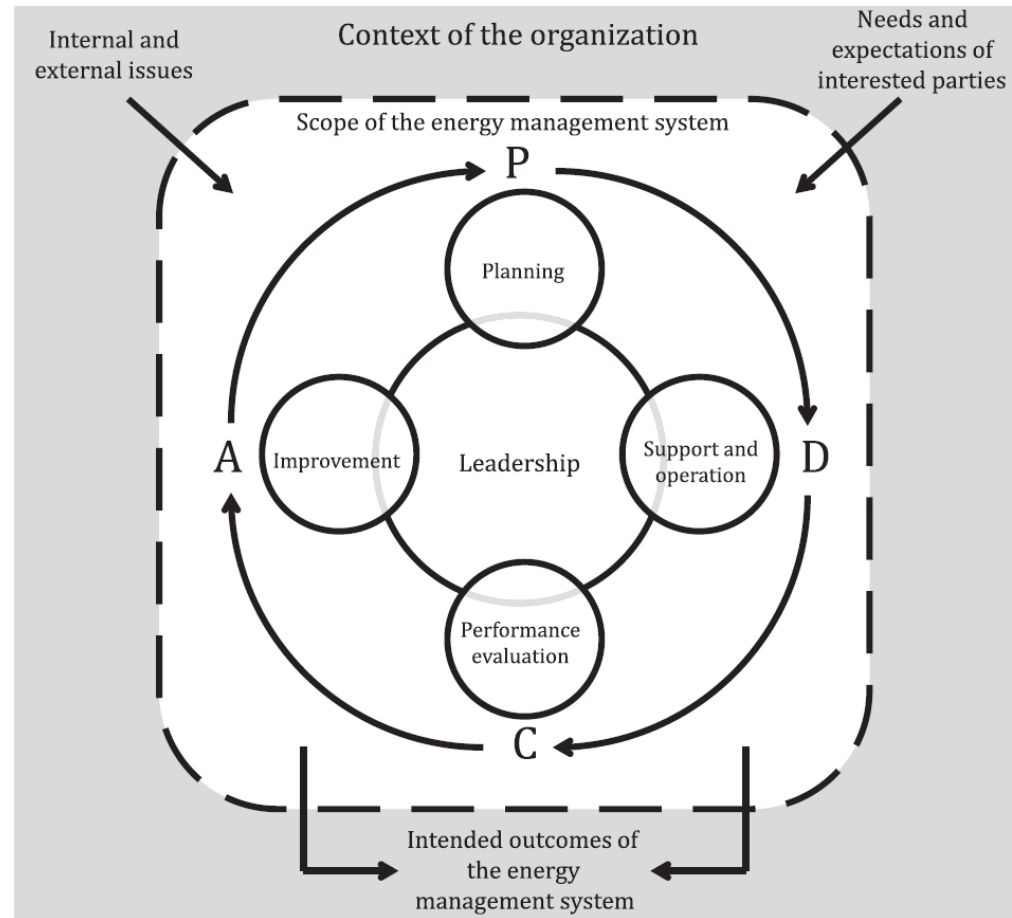 Internal and
external issues
Context of the organization
Needs and
expectations of
interested parties
Scope of the energy management system
P
Planning
A
Improvement
Leadership
Support and
operation
D
Performance
evaluation
C
Intended outcomes of
the energy
management system